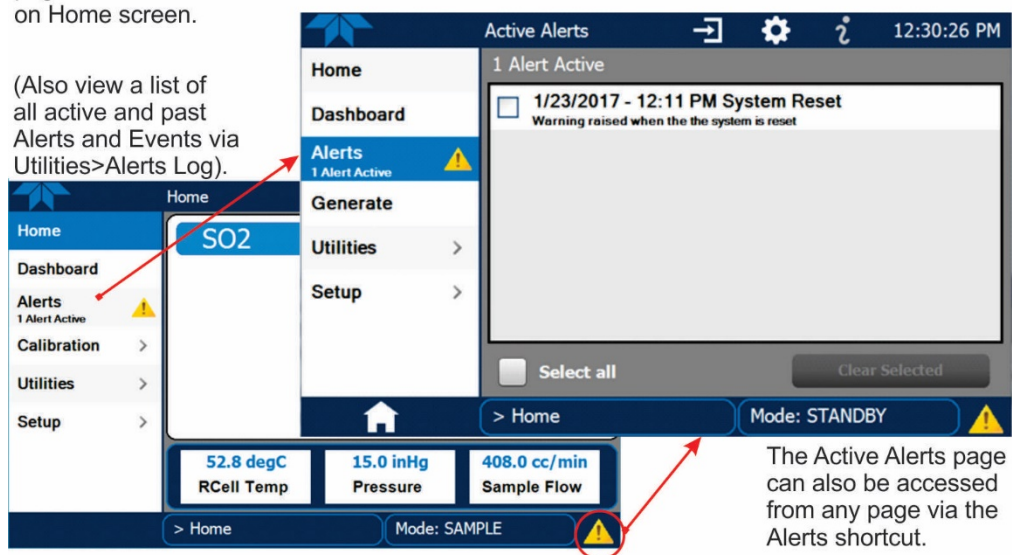 on Home screen.
(Also view a list of
all active and past
Alerts and Events via
Utilities>Alerts Log).
Active Alerts
12:30:26 PM
Home
Dashboard
Alerts
1 Alert Active
Generate
Utilities >
Setup >
1 Alert Active
1/23/2017 - 12:11 PM System Reset
Warning raised when the the system is reset
Select all
Clear Selected
> Home
Mode: STANDBY
Home
Home
Dashboard
Alerts
1 Alert Active
Calibration >
Utilities >
Setup >
SO2
52.8 degC
RCell Temp
15.0 inHg
Pressure
408.0 cc/min
Sample Flow
> Home
Mode: SAMPLE
The Active Alerts page
can also be accessed
from any page via the
Alerts shortcut.